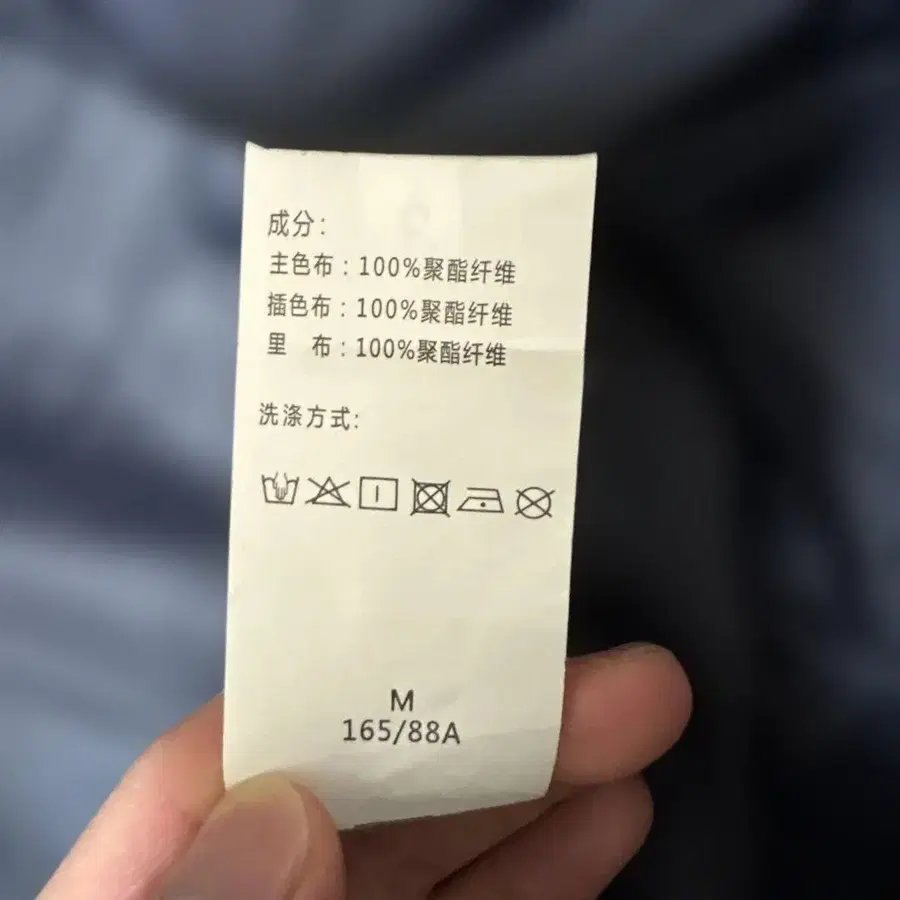 成分：
主色布：100%聚酯纤维
插色布：100%聚酯纤维
里 布：100%聚酯纤维
洗涤方式：
M
165/88A